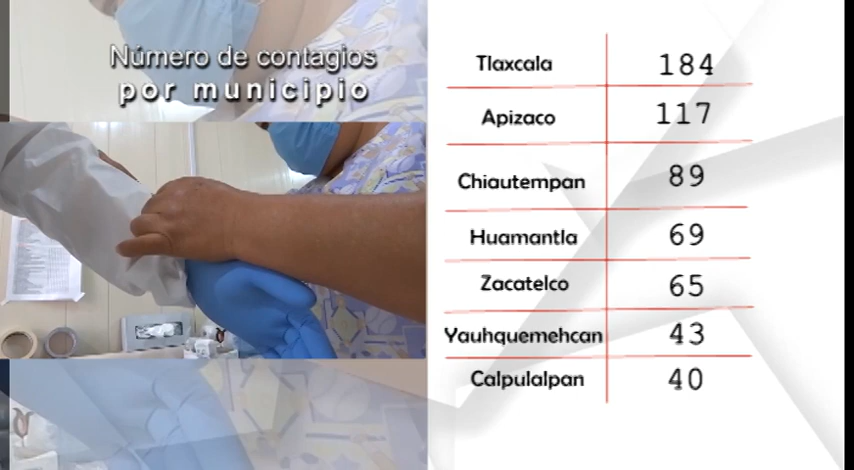 Número de contagios
por municipio
Tlaxcala 184
Apizaco 117
Chiautempan 89
Huamantla 69
Zacatelco 65
Yauhquemehcan 43
Calpulalpan 40